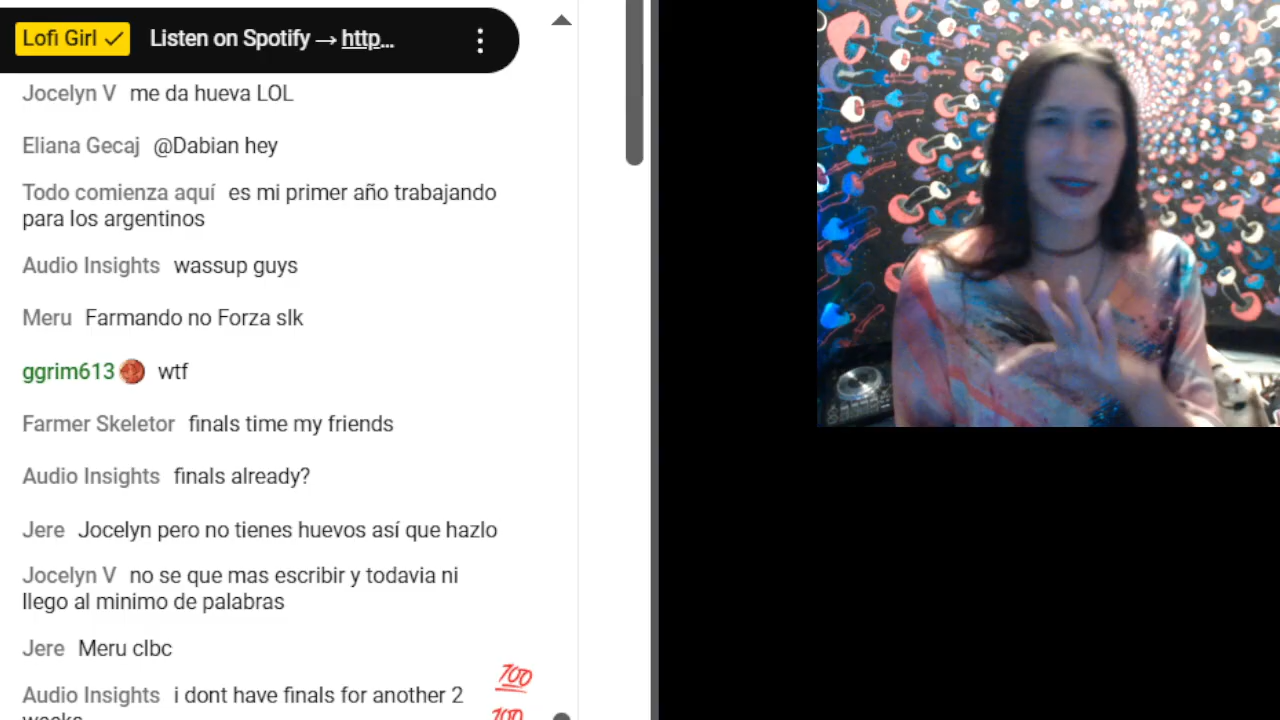 Lofi Girl ✓ Listen on Spotify → http...
Jocelyn V me da hueva LOL
Eliana Gecaj @Dabian hey
Todo comienza aquí es mi primer año trabajando
para los argentinos
Audio Insights wassup guys
Meru Farmando no Forza slk
ggrim613 wtf
Farmer Skeletor finals time my friends
Audio Insights finals already?
Jere Jocelyn pero no tienes huevos así que hazlo
Jocelyn V no se que mas escribir y todavia ni
llego al minimo de palabras
Jere Meru clbc
100
Audio Insights i dont have finals for another 2
weeks
100